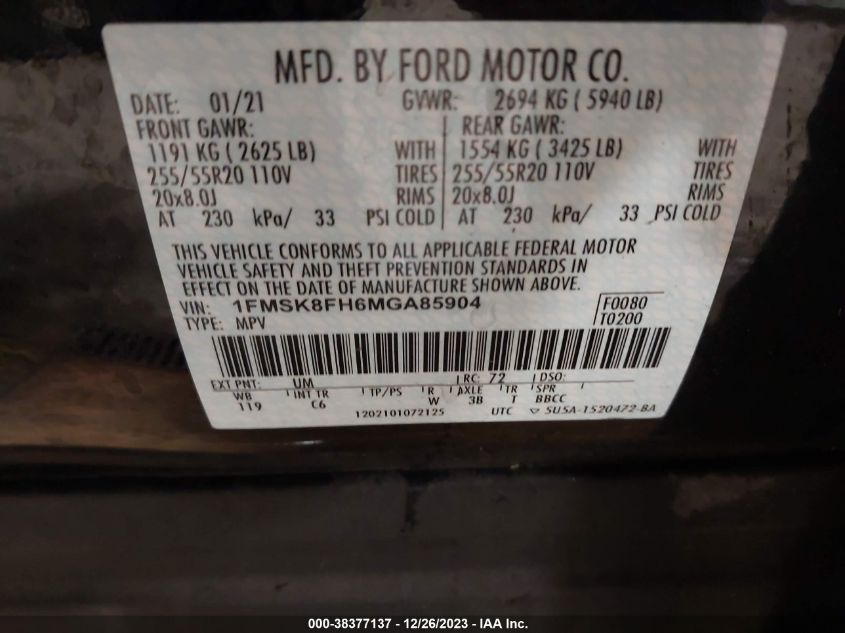 MFD. BY FORD MOTOR CO.
DATE: 01/21 GVWR: 2694 KG ( 5940 LB)
FRONT GAWR: REAR GAWR:
1191 KG ( 2625 LB) WITH 1554 KG ( 3425 LB) WITH
255/55R20 110V TIRES 255/55R20 110V TIRES
20x8.0J RIMS 20x8.0J RIMS
AT 230 kPa/ 33 PSI COLD AT 230 kPa/ 33 PSI COLD
THIS VEHICLE CONFORMS TO ALL APPLICABLE FEDERAL MOTOR
VEHICLE SAFETY AND THEFT PREVENTION STANDARDS IN
EFFECT ON THE DATE OF MANUFACTURE SHOWN ABOVE.
VIN: 1FMSK8FH6MGA85904 F0080
TYPE: MPV T0200
EXT PNT: UM RC: 72 DSO:
WB INT TR TP/PS R AXLE TR SPR
119 C6 W 3B T BBCC
1202101072125 UTC ▽ 5U5A-1520472-BA
000-38377137 - 12/26/2023 - IAA Inc.